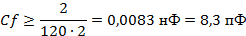 Cf ≥ 2 / (120 · 2) = 0,0083 нФ = 8,3 пФ